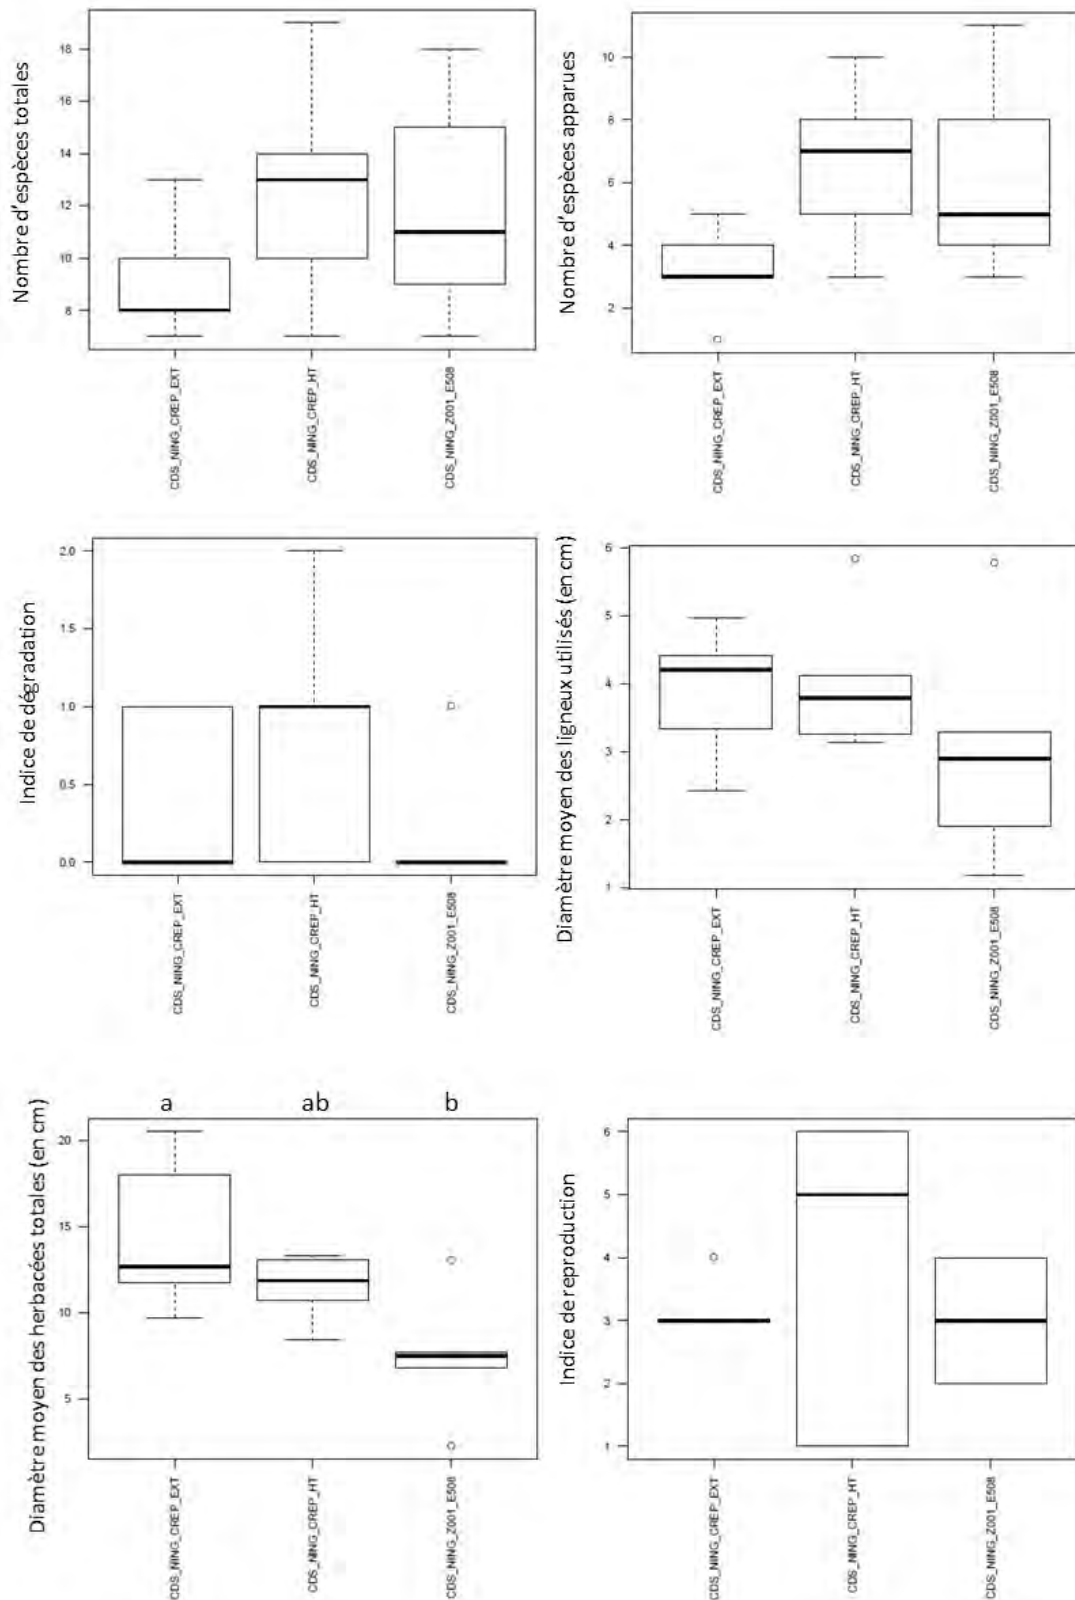 Nombre d'espèces totales
18
16
14
12
10
8
CDS_NING_CREP_EXT
CDS_NING_CREP_HT
CDS_NING_Z001_E508
Nombre d'espèces apparues
10
8
6
4
2
CDS_NING_CREP_EXT
CDS_NING_CREP_HT
CDS_NING_Z001_E508
Indice de dégradation
2.0
1.5
1.0
0.5
0.0
CDS_NING_CREP_EXT
CDS_NING_CREP_HT
CDS_NING_Z001_E508
Diamètre moyen des ligneux utilisés (en cm)
6
5
4
3
2
1
CDS_NING_CREP_EXT
CDS_NING_CREP_HT
CDS_NING_Z001_E508
Diamètre moyen des herbacées totales (en cm)
a
ab
b
20
15
10
5
CDS_NING_CREP_EXT
CDS_NING_CREP_HT
CDS_NING_Z001_E508
Indice de reproduction
6
5
4
3
2
1
CDS_NING_CREP_EXT
CDS_NING_CREP_HT
CDS_NING_Z001_E508